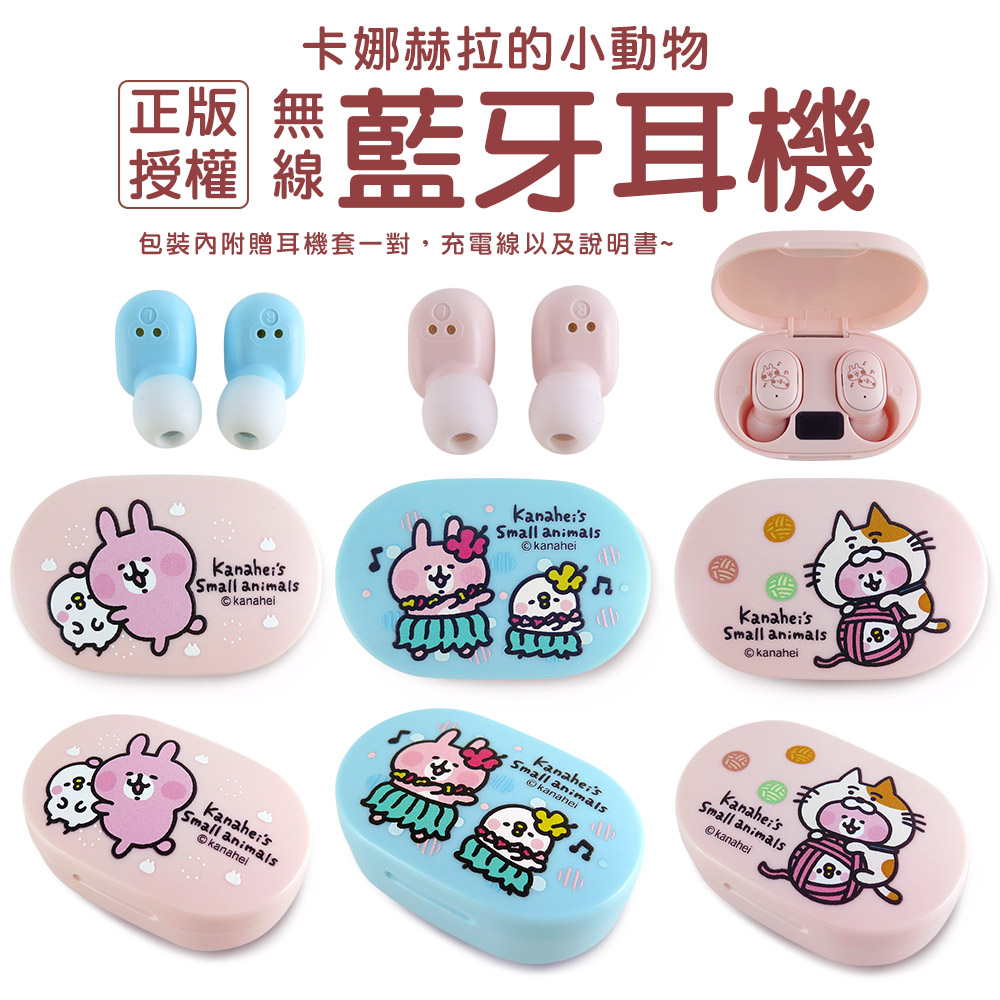 卡娜赫拉的小動物
正版
授權
無線
藍牙耳機
包裝內附贈耳機套一對，充電線以及說明書~
L
R
L
R
Kanahei's
Small animals
©kanahei
Kanahei's
Small animals
©kanahei
Kanahei's
Small animals
©kanahei
Kanahei's
Small animals
©kanahei
Kanahei's
Small animals
©kanahei
Kanahei's
Small animals
©kanahei